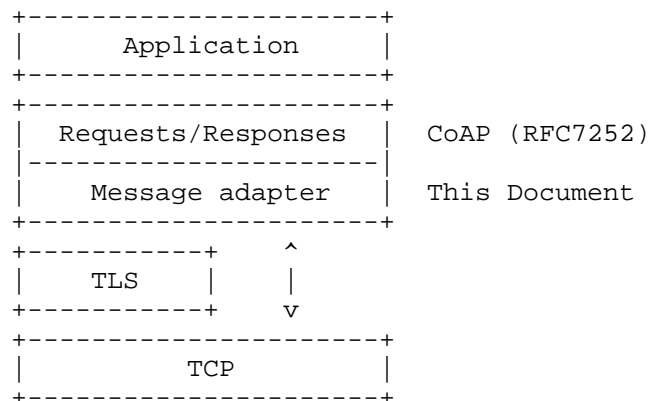 Application
Requests/Responses CoAP (RFC7252)
Message adapter This Document
TLS
TCP